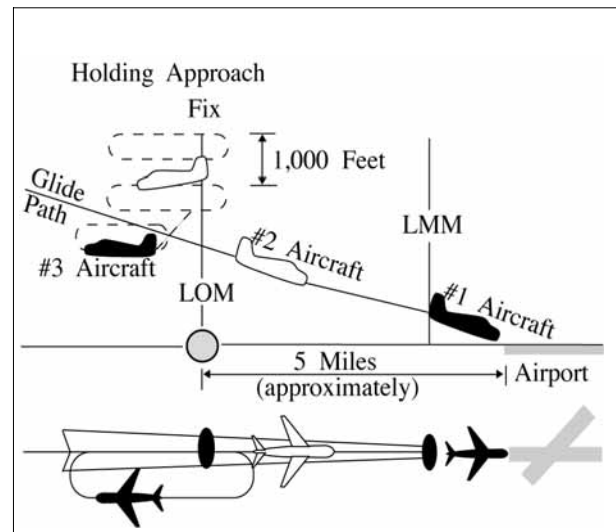 Holding Approach
Fix
1,000 Feet
Glide
Path
LMM
#2 Aircraft
#3 Aircraft
LOM
#1 Aircraft
5 Miles
(approximately)
Airport